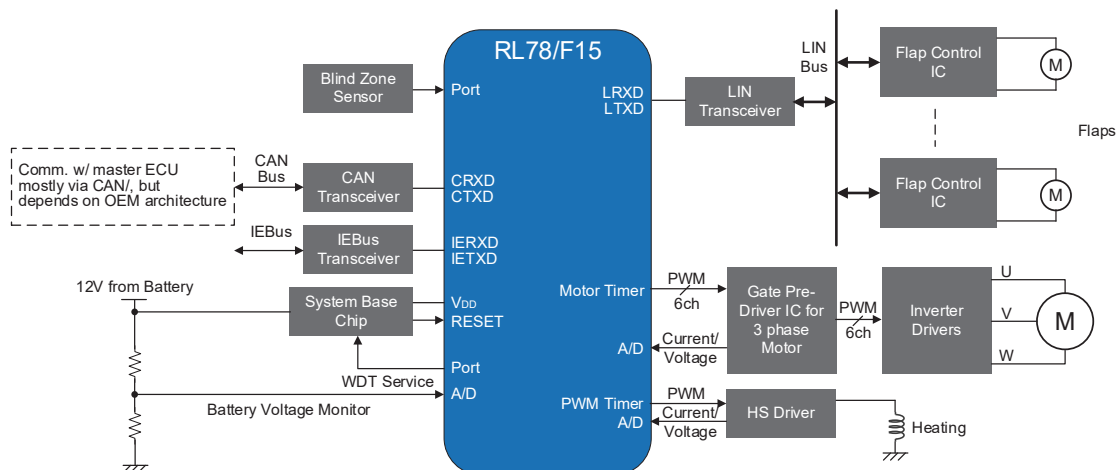 RL78/F15
Blind Zone
Sensor
Port
Comm. w/ master ECU
mostly via CAN/, but
depends on OEM architecture
CAN
Bus
CAN
Transceiver
CRXD
CTXD
IEBus
IEBus
Transceiver
IERXD
IETXD
12V from Battery
System Base
Chip
VDD
RESET
Port
WDT Service
A/D
Battery Voltage Monitor
LRXD
LTXD
LIN
Transceiver
LIN
Bus
Flap Control
IC
M
Flaps
Flap Control
IC
M
Motor Timer
PWM
6ch
A/D
Current/
Voltage
Gate Pre-
Driver IC for
3 phase
Motor
PWM
6ch
Inverter
Drivers
U
V
W
M
PWM Timer
PWM
A/D
Current/
Voltage
HS Driver
Heating